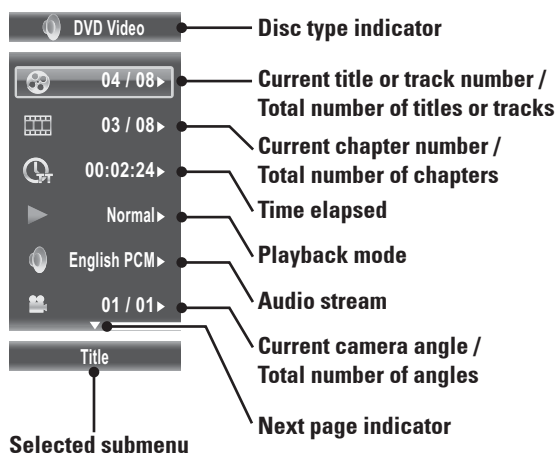 DVD Video
Disc type indicator
04 / 08
Current title or track number /
Total number of titles or tracks
03 / 08
Current chapter number /
Total number of chapters
PT
00:02:24
Time elapsed
Normal
Playback mode
English PCM
Audio stream
01 / 01
Current camera angle /
Total number of angles
Title
Next page indicator
Selected submenu